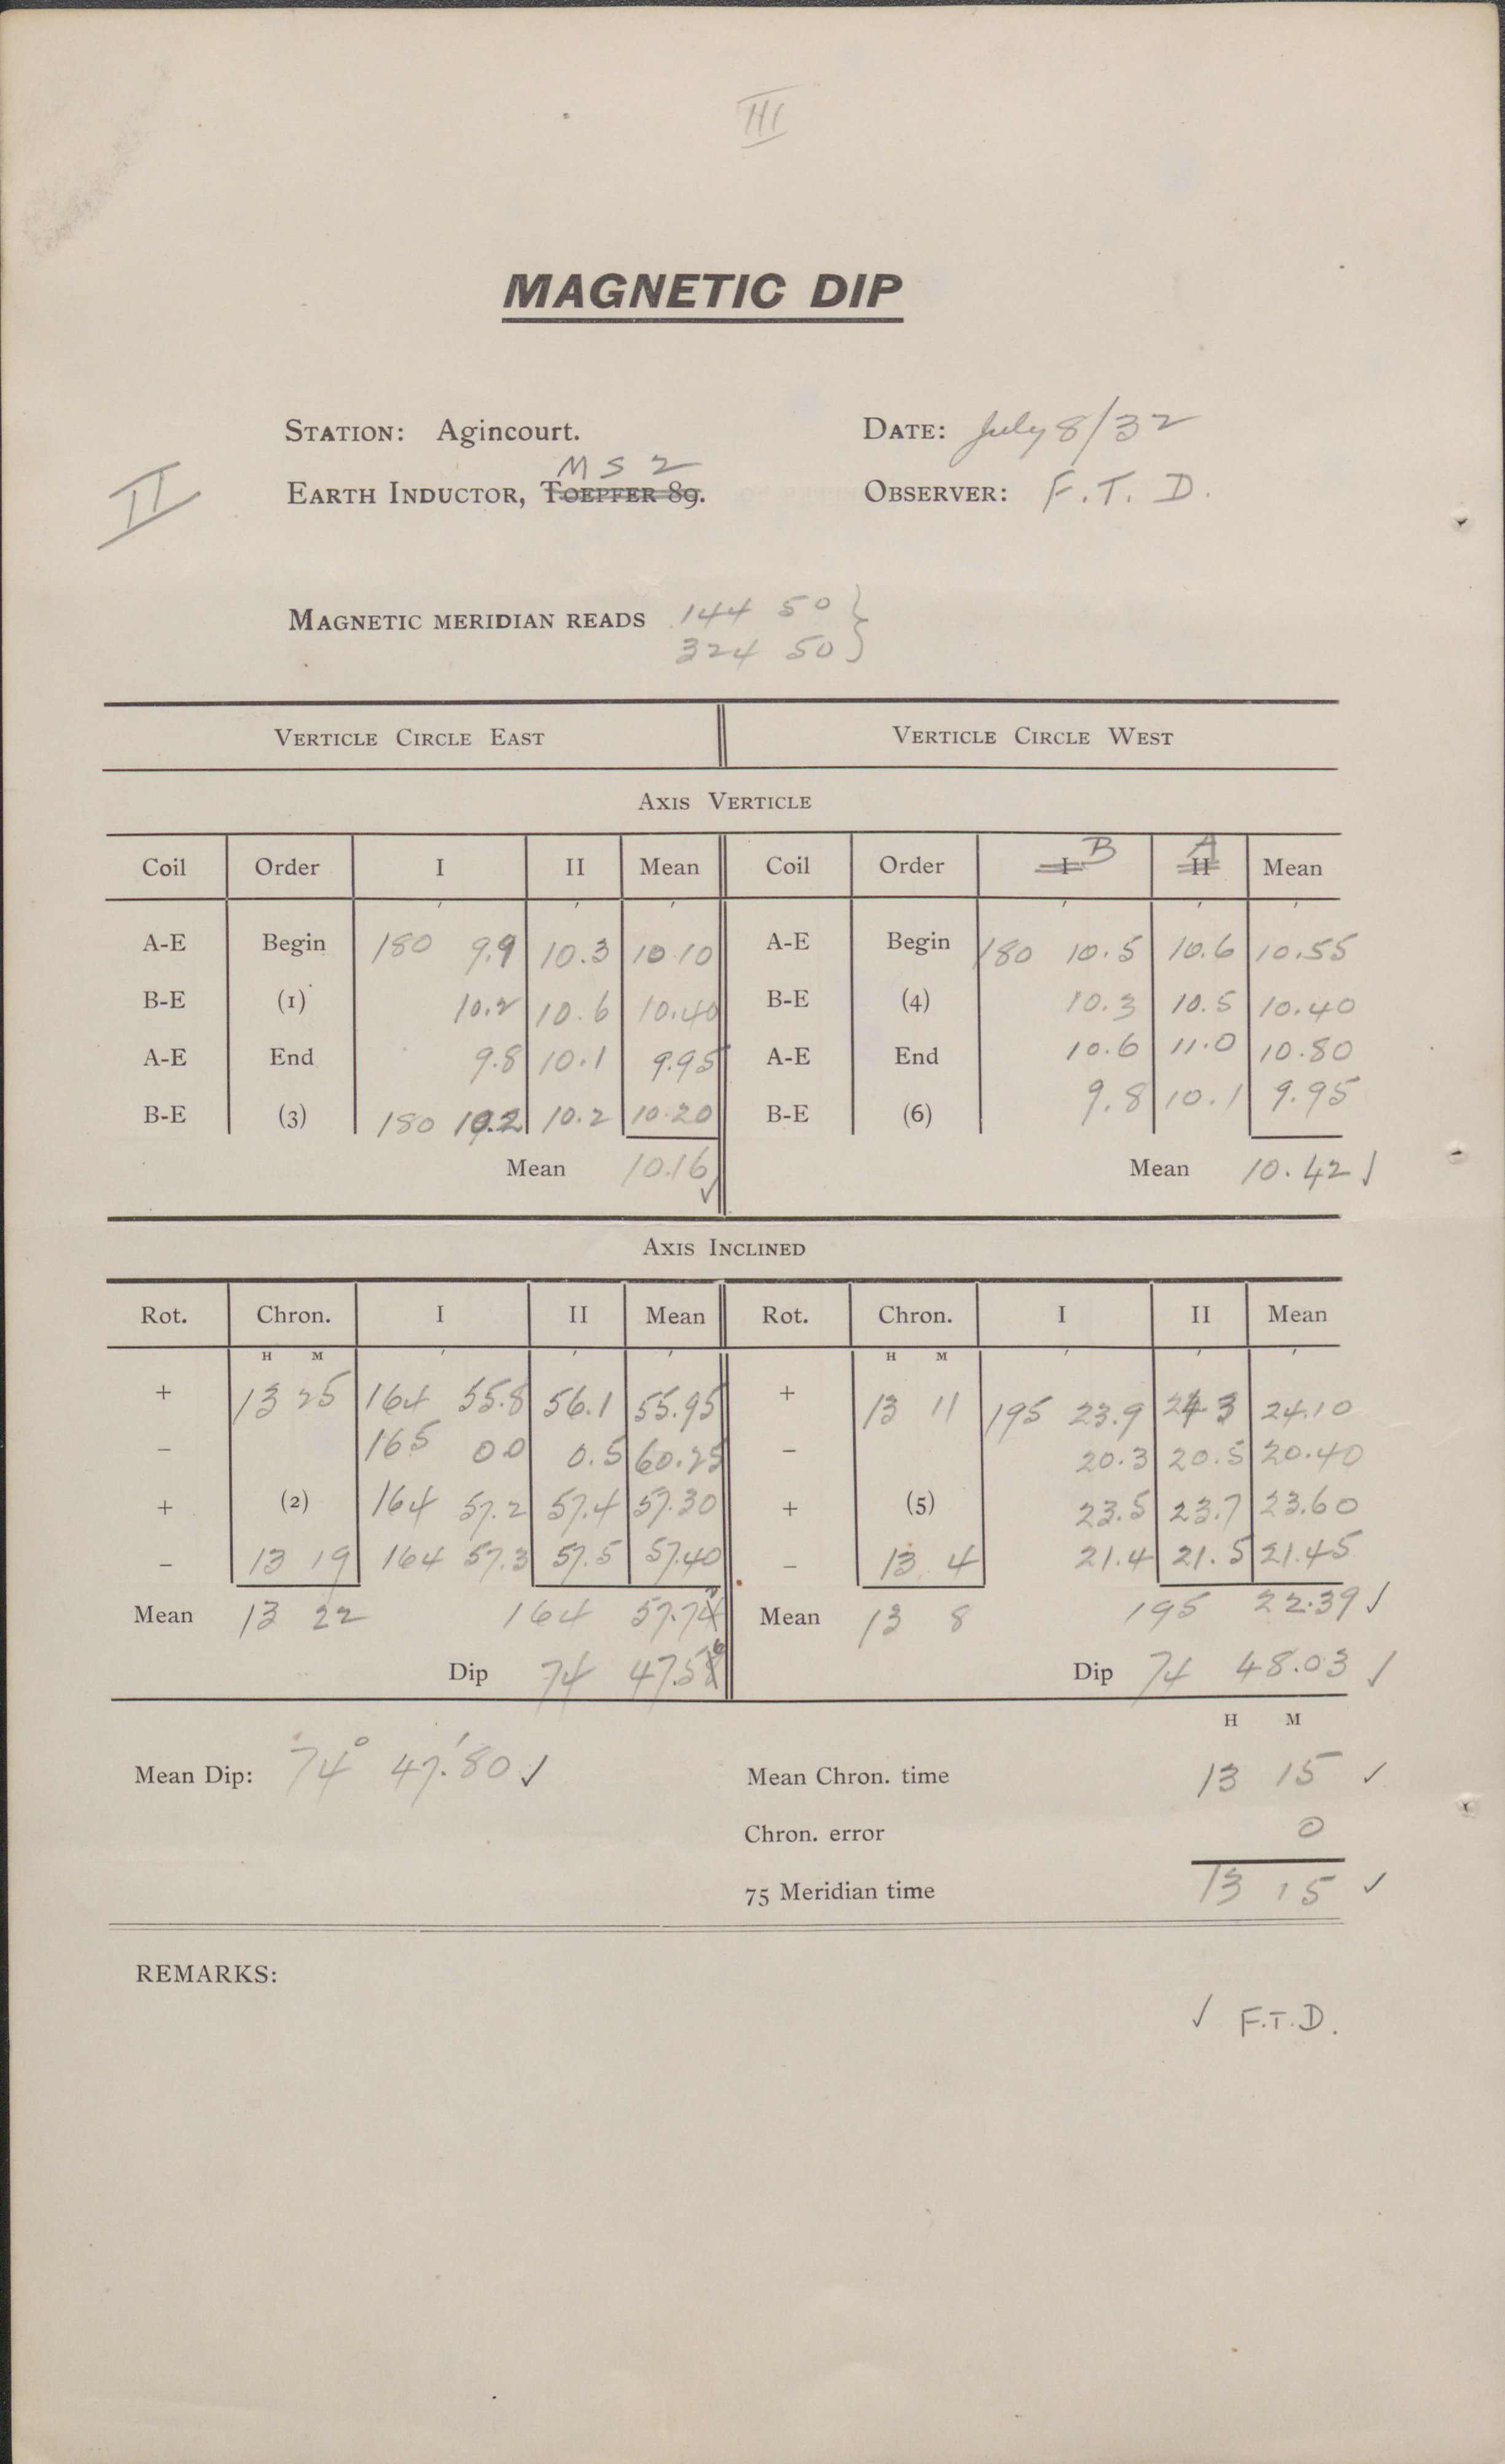 III
MAGNETIC DIP
STATION: Agincourt. DATE: July 8/32
MS 2
II EARTH INDUCTOR, TOEPFER 89. OBSERVER: F. T. D.
MAGNETIC MERIDIAN READS 144 50 }
324 50 }
VERTICLE CIRCLE EAST VERTICLE CIRCLE WEST
AXIS VERTICLE
Coil Order I II Mean Coil Order I B II A Mean
A-E Begin 180 9.9 10.3 10.10 A-E Begin 180 10.5 10.6 10.55
B-E (1) 10.2 10.6 10.40 B-E (4) 10.3 10.5 10.40
A-E End 9.8 10.1 9.95 A-E End 10.6 11.0 10.80
B-E (3) 180 10.2 10.2 10.20 B-E (6) 9.8 10.1 9.95
Mean 10.16 ✓ Mean 10.42 ✓
AXIS INCLINED
Rot. Chron. I II Mean Rot. Chron. I II Mean
H M ′ ′ ′ H M ′ ′ ′
+ 13 25 164 55.8 56.1 55.95 + 13 11 195 23.9 24.3 24.10
– 165 00 0.5 60.25 – 20.3 20.5 20.40
+ (2) 164 57.2 57.4 57.30 + (5) 23.5 23.7 23.60
– 13 19 164 57.3 57.5 57.40 – 13 4 21.4 21.5 21.45
Mean 13 22 164 57.74 Mean 13 8 195 22.39 ✓
Dip 74 47.56 Dip 74 48.03 ✓
H M
Mean Dip: 74° 47.′80 ✓ Mean Chron. time 13 15 ✓
Chron. error 0
75 Meridian time 13 15 ✓
REMARKS:
✓ F.T.D.